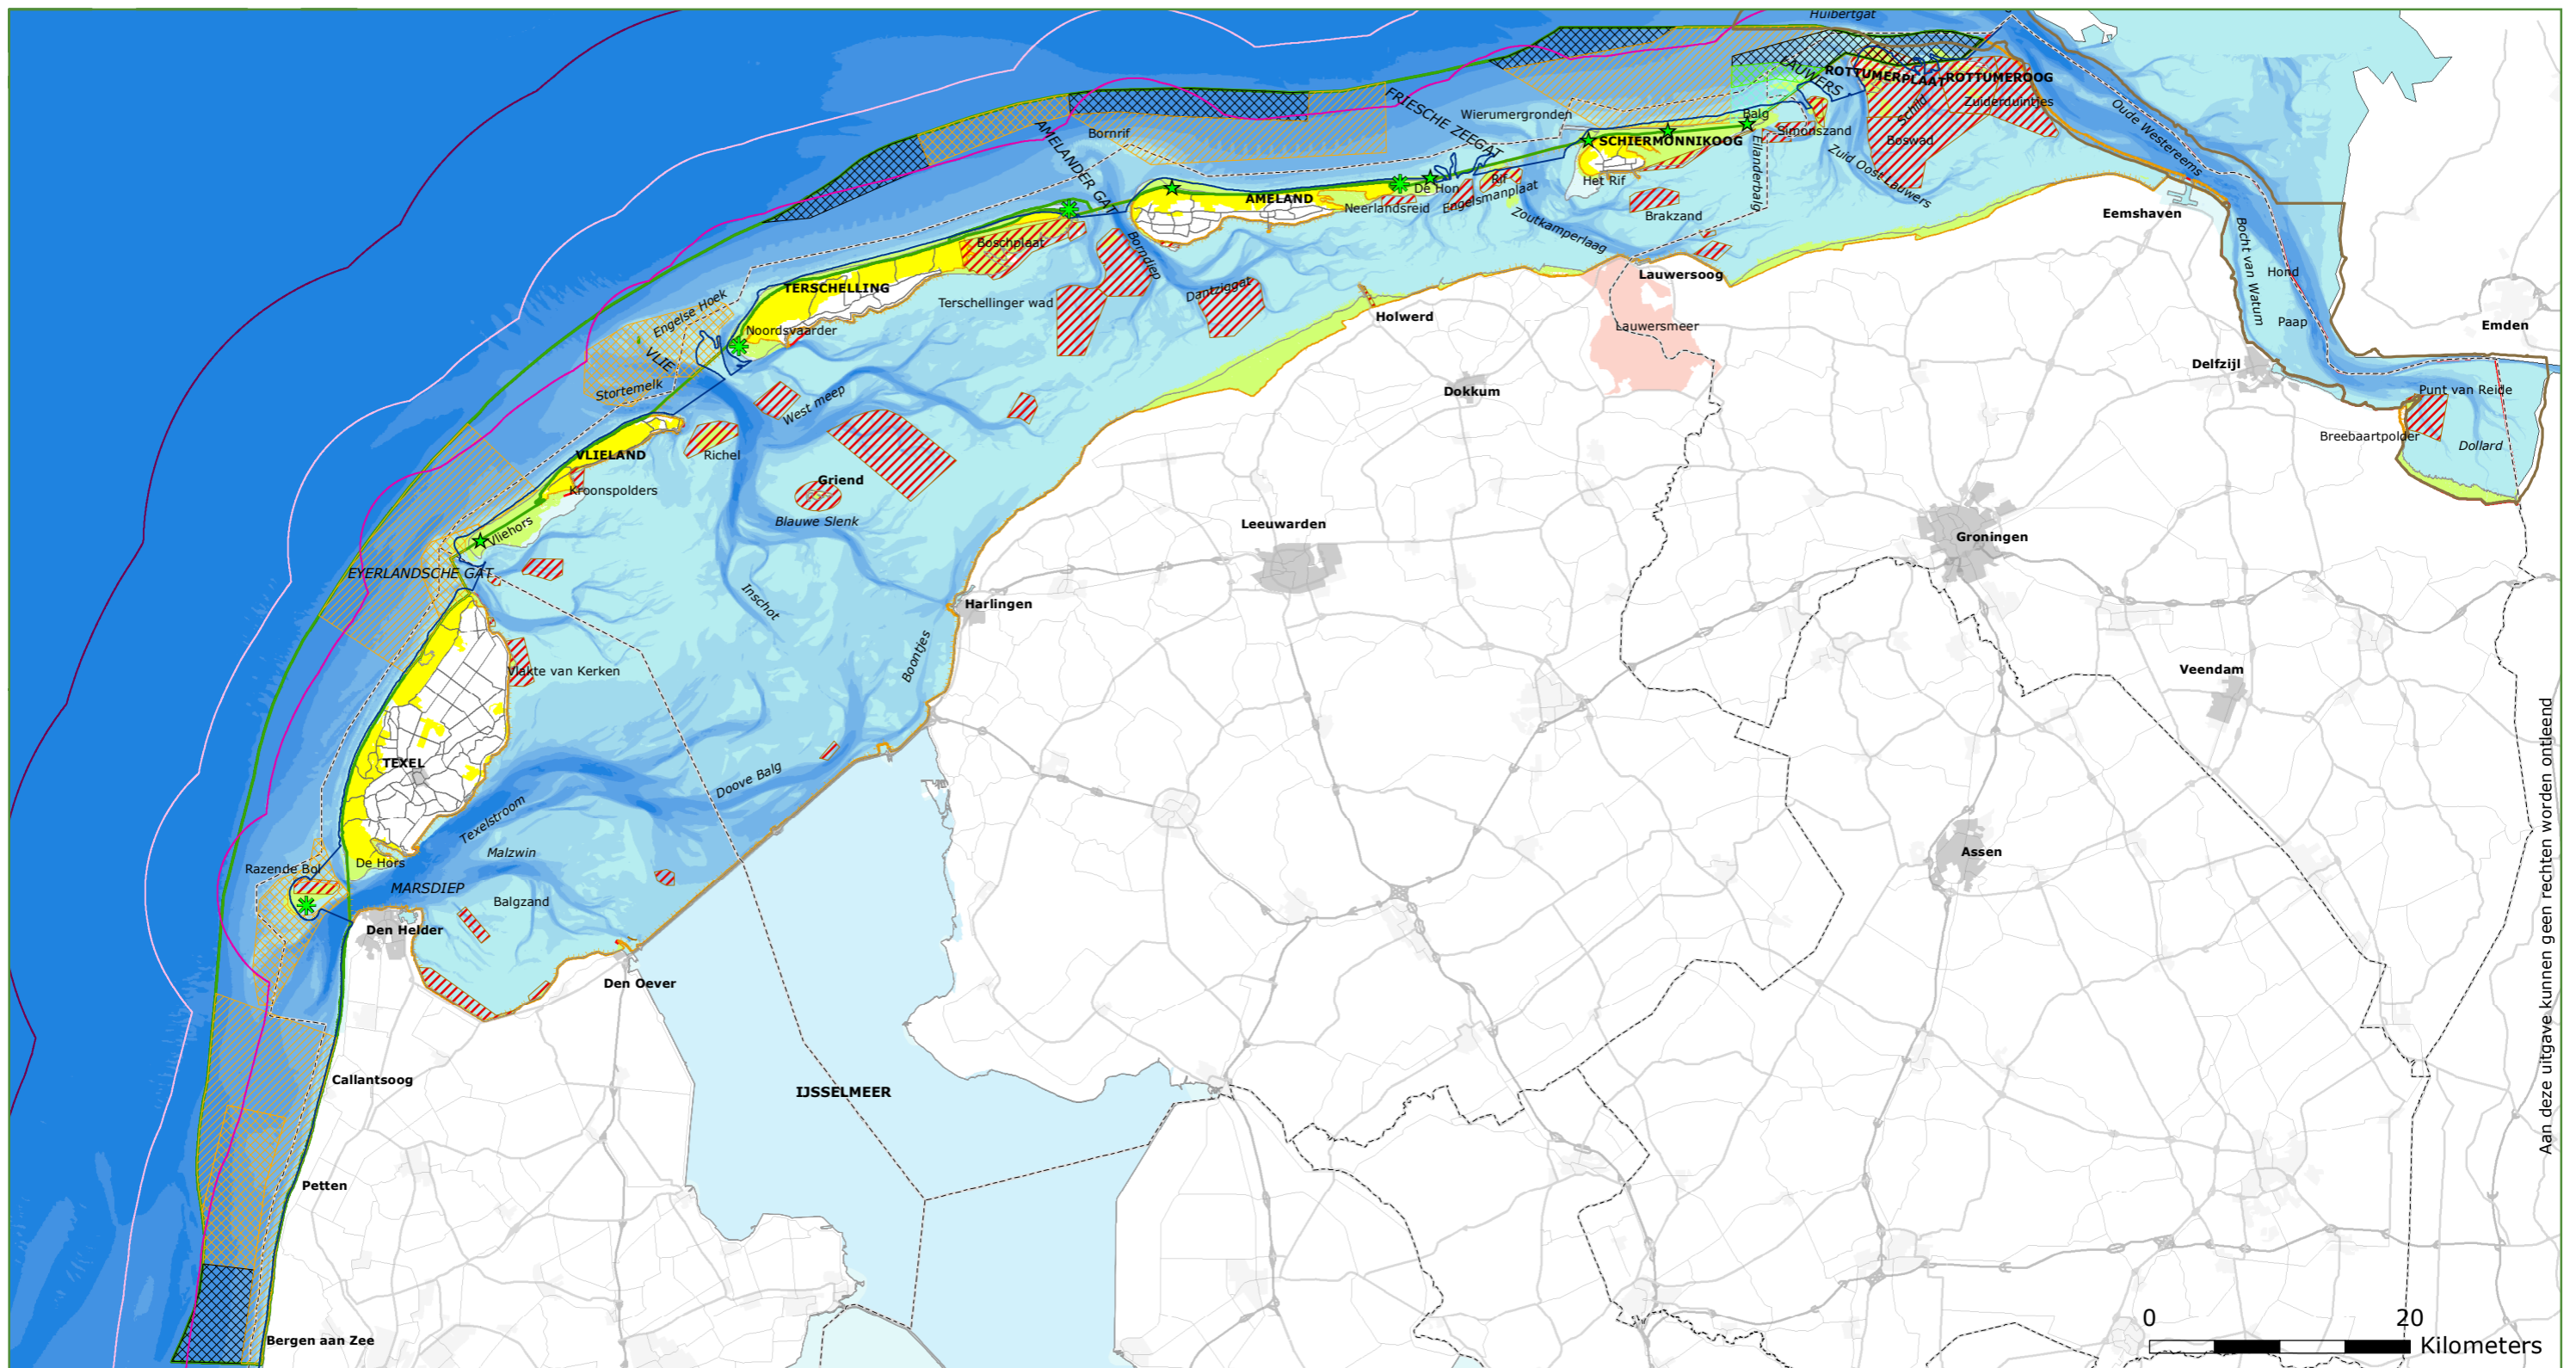 Huibertgat
LAUWERS
ROTTUMERPLAAT
ROTTUMEROOG
Schild
Zuiderduintjes
Oude Westereems
FRIESCHE ZEEGAT
Wierumergronden
Balg
Simonszand
Boswad
AMELANDER GAT
Bornrif
SCHIERMONNIKOOG
Eilanderbalg
Zuid Oost Lauwers
Rif
Het Rif
De Hon
Engelsmanplaat
Neerlandsreid
AMELAND
Brakzand
Zoutkamperlaag
Eemshaven
Boschplaat
Borndiep
Bocht van Watum
Hond
Lauwersoog
TERSCHELLING
Dantziggat
Terschellinger wad
Engelse Hoek
Holwerd
Lauwersmeer
Paap
Emden
Noordsvaarder
VLIE
Stortemelk
West meep
Dokkum
Delfzijl
Punt van Reide
Breebaartpolder
Dollard
VLIELAND
Richel
Griend
Kroonspolders
Blauwe Slenk
Leeuwarden
Groningen
Vliehors
EYERLANDSCHE GAT
Inschot
Harlingen
Boontjes
Vlakte van Kerken
Veendam
TEXEL
Doove Balg
Texelstroom
Malzwin
De Hors
Razende Bol
MARSDIEP
Balgzand
Assen
Den Helder
Den Oever
Callantsoog
IJSSELMEER
Petten
Bergen aan Zee
Aan deze uitgave kunnen geen rechten worden ontleend
0 20
Kilometers